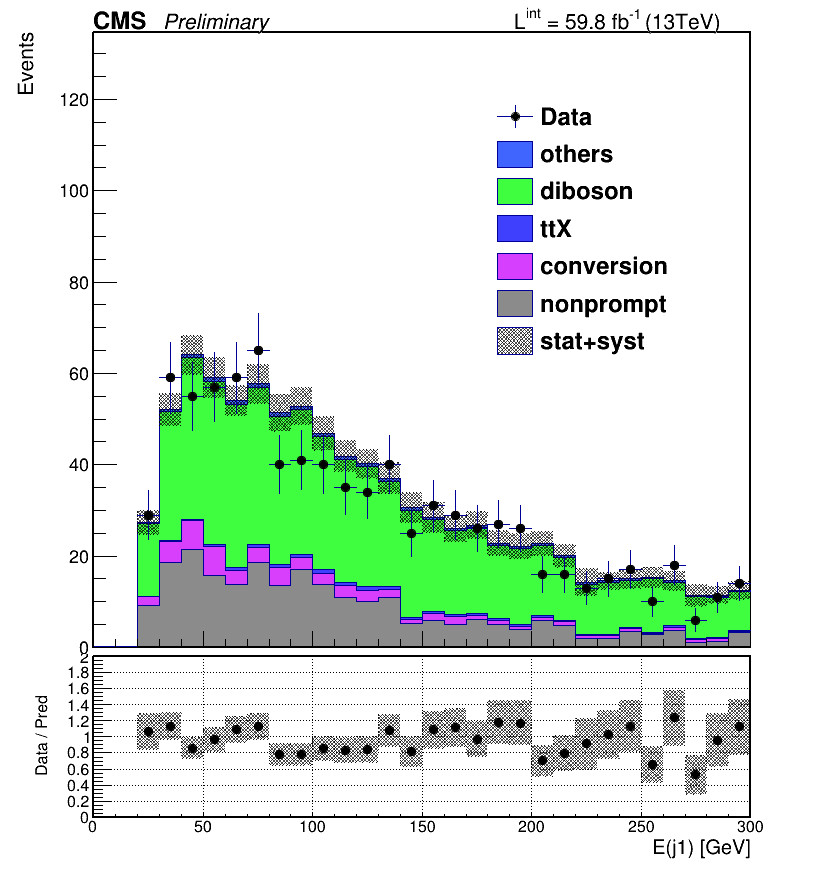 CMS Preliminary L^int = 59.8 fb^-1 (13TeV)
Events
120
100
80
60
40
20
0
Data
others
diboson
ttX
conversion
nonprompt
stat+syst
Data / Pred
2
1.8
1.6
1.4
1.2
1
0.8
0.6
0.4
0.2
0
0 50 100 150 200 250 300
E(j1) [GeV]